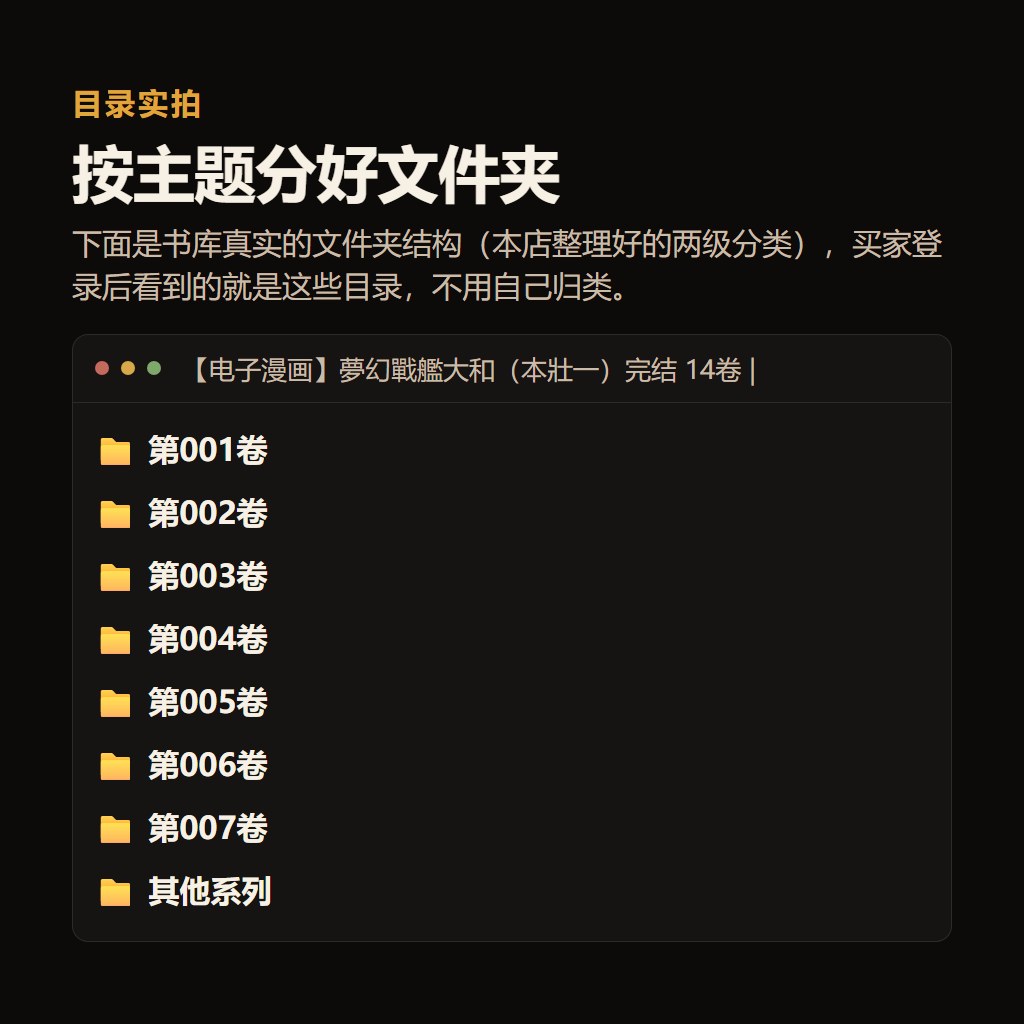 目录实拍
按主题分好文件夹
下面是书库真实的文件夹结构（本店整理好的两级分类），买家登
录后看到的就是这些目录，不用自己归类。
【电子漫画】夢幻戰艦大和（本壯一）完结 14卷 |
第001卷
第002卷
第003卷
第004卷
第005卷
第006卷
第007卷
其他系列